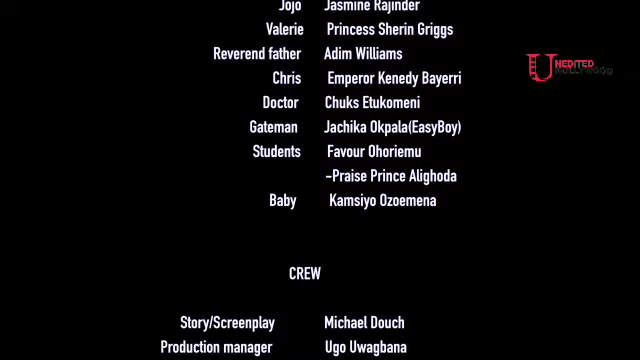 Jojo Jasmine Rajinder
Valerie Princess Sherin Griggs
Reverend father Adim Williams
Chris Emperor Kenedy Bayerri
Doctor Chuks Etukomeni
Gateman Jachika Okpala(EasyBoy)
Students Favour Ohoriemu
-Praise Prince Alighoda
Baby Kamsiyo Ozoemena
CREW
Story/Screenplay Michael Douch
Production manager Ugo Uwagbana
UNEDITED
NOLLYWOOD